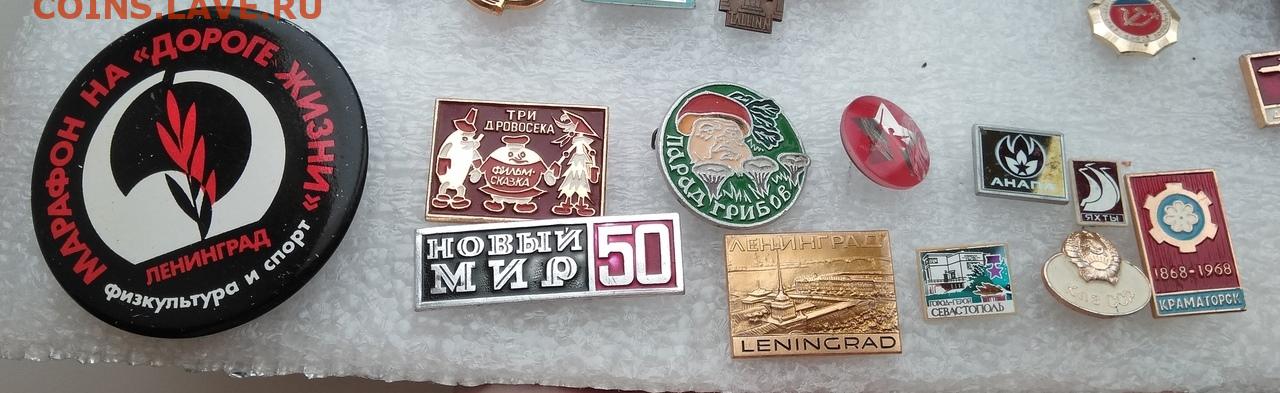 COINS.LAVE.RU
МАРАФОН НА «ДОРОГЕ ЖИЗНИ»
ЛЕНИНГРАД
физкультура и спорт
TALLINN
ТРИ
ДРОВОСЕКА
ФИЛЬМ-
СКАЗКА
НОВЫЙ
МИР
50
ПАРАД ГРИБОВ
ЛЕНИНГРАД
LENINGRAD
АНАПА
ЯХТЫ
ГОРОД-ГЕРОЙ
СЕВАСТОПОЛЬ
1868-1968
КРАМАТОРСК